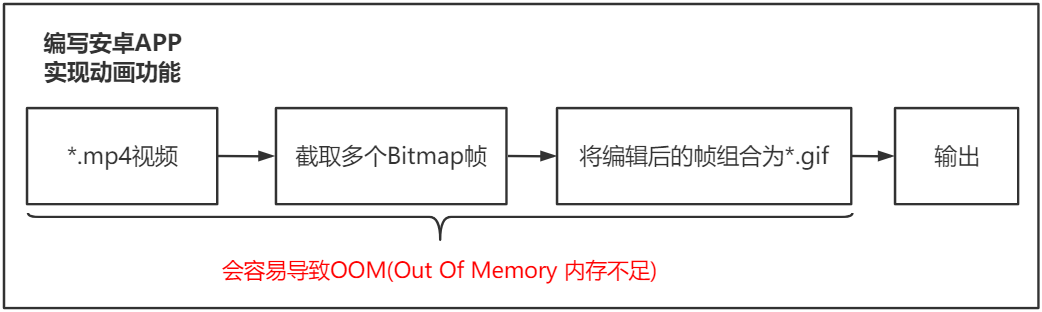 编写安卓APP
实现动画功能
*.mp4视频
截取多个Bitmap帧
将编辑后的帧组合为*.gif
输出
会容易导致OOM(Out Of Memory 内存不足)